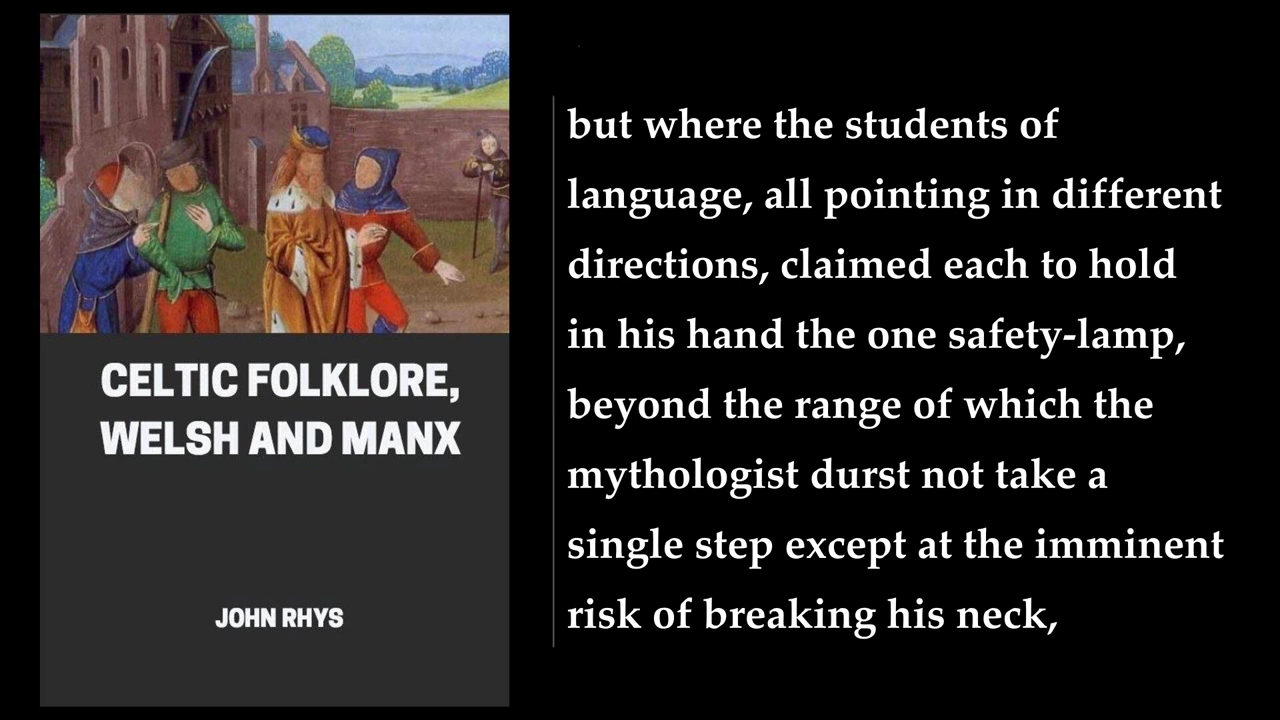 CELTIC FOLKLORE,
WELSH AND MANX
JOHN RHYS
but where the students of
language, all pointing in different
directions, claimed each to hold
in his hand the one safety-lamp,
beyond the range of which the
mythologist durst not take a
single step except at the imminent
risk of breaking his neck,